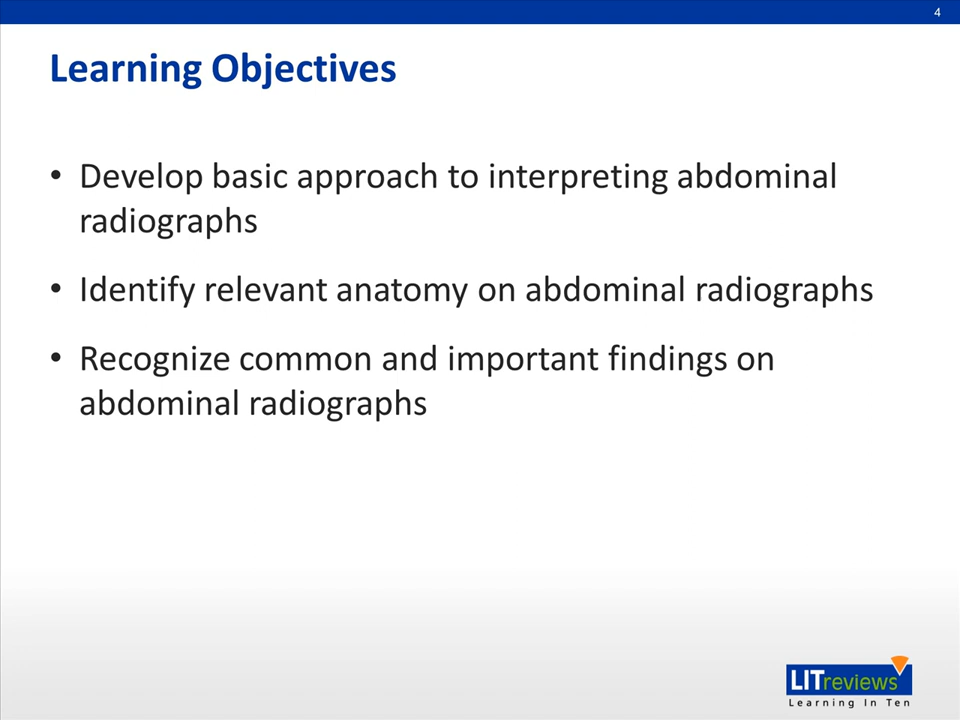 4
Learning Objectives
• Develop basic approach to interpreting abdominal
radiographs
• Identify relevant anatomy on abdominal radiographs
• Recognize common and important findings on
abdominal radiographs
LITreviews
Learning In Ten